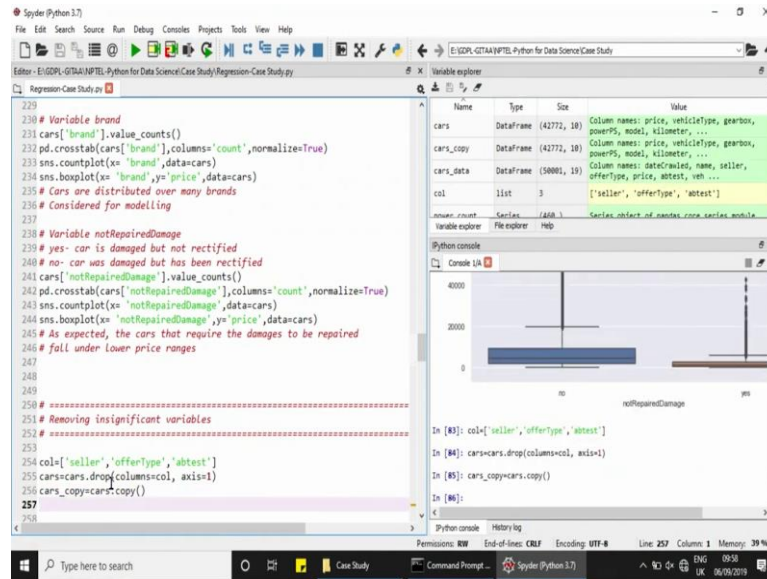 Spyder (Python 3.7)
File Edit Search Source Run Debug Consoles Projects Tools View Help
E:\GDPL-GITAA\NPTEL-Python for Data Science\Case Study
Editor - E:\GDPL-GITAA\NPTEL-Python for Data Science\Case Study\Regression-Case Study.py
Regression-Case Study.py
229
230 # Variable brand
231 cars['brand'].value_counts()
232 pd.crosstab(cars['brand'],columns='count',normalize=True)
233 sns.countplot(x= 'brand',data=cars)
234 sns.boxplot(x= 'brand',y='price',data=cars)
235 # Cars are distributed over many brands
236 # Considered for modelling
237
238 # Variable notRepairedDamage
239 # yes- car is damaged but not rectified
240 # no- car was damaged but has been rectified
241 cars['notRepairedDamage'].value_counts()
242 pd.crosstab(cars['notRepairedDamage'],columns='count',normalize=True)
243 sns.countplot(x= 'notRepairedDamage',data=cars)
244 sns.boxplot(x= 'notRepairedDamage',y='price',data=cars)
245 # As expected, the cars that require the damages to be repaired
246 # fall under lower price ranges
247
248
249
250 # =============================================================
251 # Removing insignificant variables
252 # =============================================================
253
254 col=['seller','offerType','abtest']
255 cars=cars.drop(columns=col, axis=1)
256 cars_copy=cars.copy()
257
258
Variable explorer
Name Type Size Value
cars DataFrame (42772, 10) Column names: price, vehicleType, gearbox, powerPS, model, kilometer, ...
cars_copy DataFrame (42772, 10) Column names: price, vehicleType, gearbox, powerPS, model, kilometer, ...
cars_data DataFrame (50001, 19) Column names: dateCrawled, name, seller, offerType, price, abtest, veh ...
col list 3 ['seller', 'offerType', 'abtest']
power_count Series (460,) Series object of pandas core series module
Variable explorer File explorer Help
IPython console
Console 1/A
40000
20000
0
no yes
notRepairedDamage
In [83]: col=['seller','offerType','abtest']
In [84]: cars=cars.drop(columns=col, axis=1)
In [85]: cars_copy=cars.copy()
In [86]:
IPython console History log
Permissions: RW End-of-lines: CRLF Encoding: UTF-8 Line: 257 Column: 1 Memory: 39 %
Type here to search
Case Study
Command Prompt ...
Spyder (Python 3.7)
ENG
UK
09:58
06/09/2019